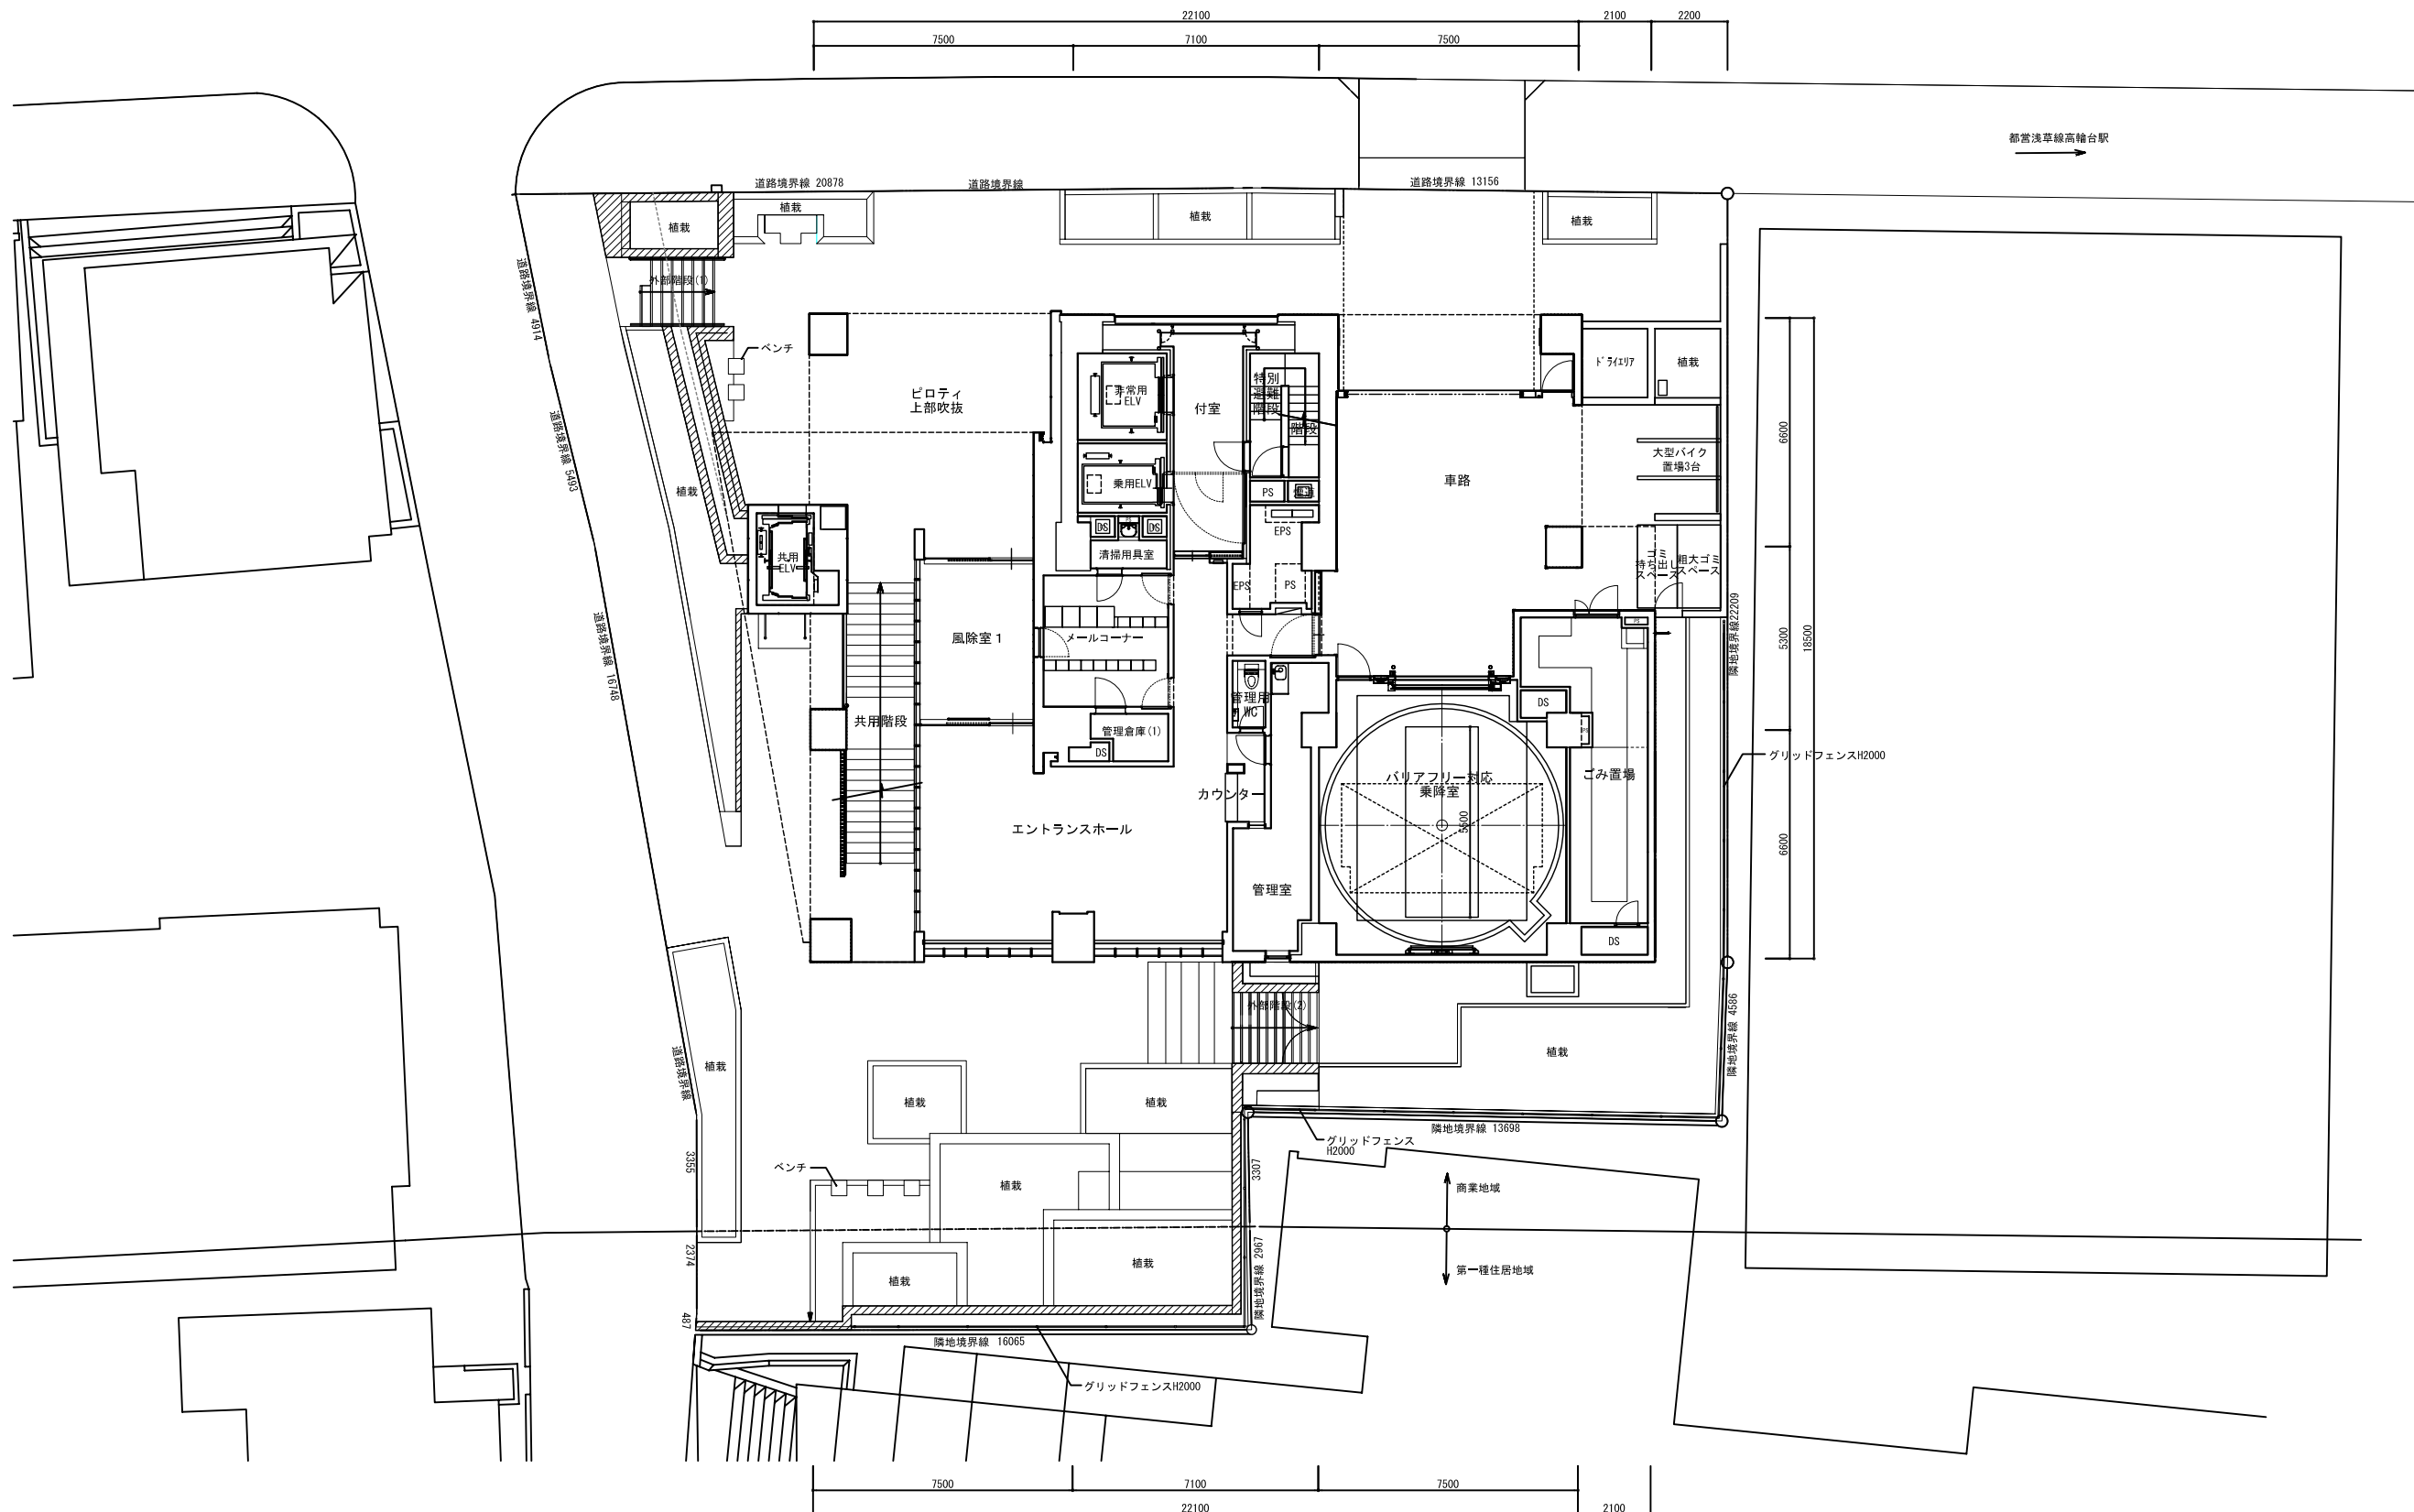 22100
2100
2200
7500
7100
7500
都営浅草線高輪台駅
道路境界線 20878
道路境界線
道路境界線 13156
植栽
植栽
植栽
植栽
外部階段(1)
道路境界線 4914
ベンチ
ピロティ
上部吹抜
非常用
ELV
付室
特別
避難
階段
階段
ドライエリア
植栽
道路境界線 5493
植栽
乗用ELV
PS
車路
大型バイク
置場3台
6600
DS
DS
EPS
清掃用具室
共用
ELV
EPS
PS
ゴミ
持ち出し
スペース
粗大ゴミ
スペース
道路境界線 16748
風除室1
メールコーナー
PS
隣地境界線22209
5300
18500
管理用
WC
DS
共用階段
管理倉庫(1)
DS
PS
グリッドフェンスH2000
バリアフリー対応
乗降室
ごみ置場
カウンター
5500
エントランスホール
6600
管理室
DS
外部階段(2)
隣地境界線 4586
道路境界線
植栽
植栽
植栽
植栽
隣地境界線 13698
グリッドフェンス
H2000
3355
ベンチ
3307
植栽
商業地域
2374
隣地境界線 2967
植栽
植栽
第一種住居地域
487
隣地境界線 16065
グリッドフェンスH2000
7500
7100
7500
22100
2100